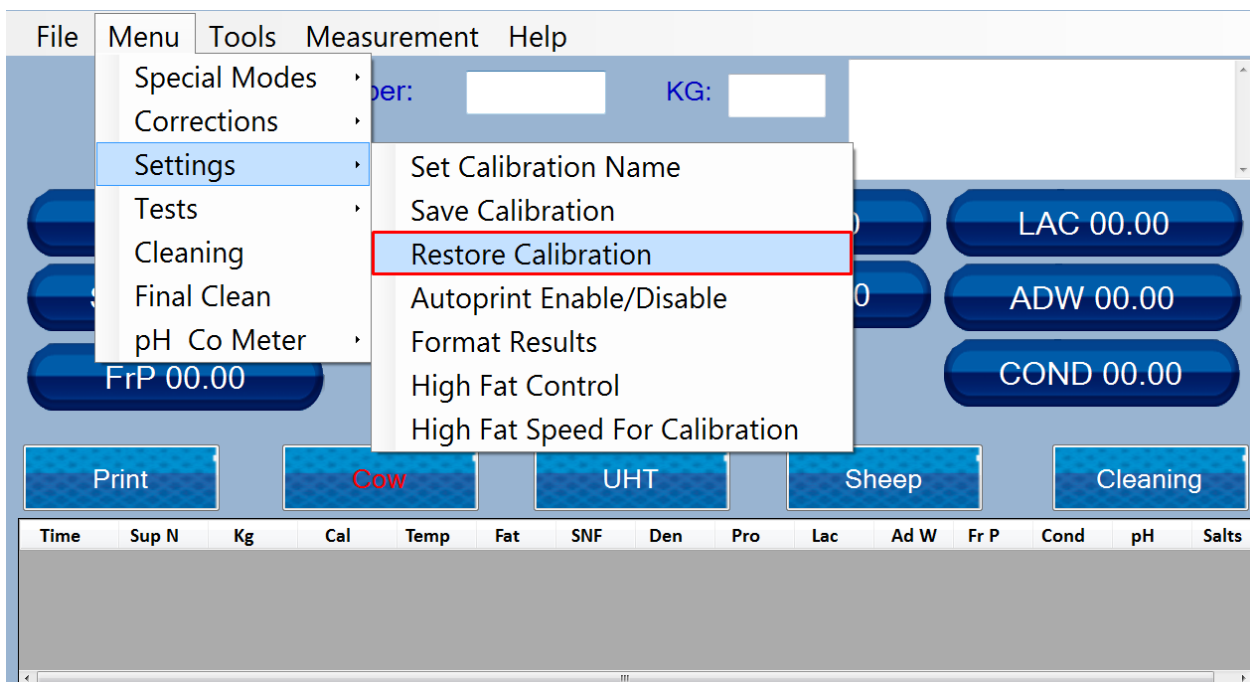 File Menu Tools Measurement Help
Special Modes
KG:
Corrections
Settings
Set Calibration Name
Tests
Save Calibration
LAC 00.00
Cleaning
Restore Calibration
Final Clean
Autoprint Enable/Disable
ADW 00.00
pH Co Meter
Format Results
FrP 00.00
High Fat Control
COND 00.00
High Fat Speed For Calibration
Print Cow UHT Sheep Cleaning
Time Sup N Kg Cal Temp Fat SNF Den Pro Lac Ad W Fr P Cond pH Salts